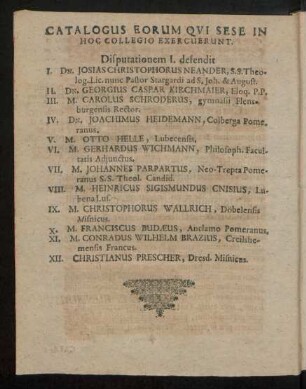 CATALOGUS EORUM QVI SESE IN
HOC COLLEGIO EXERCUERUNT.
Disputationem I. defendit
I. Dn. JOSIAS CHRISTOPHORUS NEANDER, S.S. Theo-
log. Lic. nunc Pastor Stargardi ad S. Joh. & August.
II. Dn. GEORGIUS CASPAR KIRCHMAIER, Eloq. P.P.
III. M. CAROLUS SCHRODERUS, gymnasii Flens-
burgensis Rector.
IV. Dn. JOACHIMUS HEIDEMANN, Colberga Pome-
ranus,
V. M. OTTO HELLE, Lubecensis,
VI. M. GERHARDUS WICHMANN, Philosoph. Facul-
tatis Adjunctus.
VII. M. JOHANNES PARPARTUS, Neo-Trepta Pome-
ranus S.S. Theol. Candid.
VIII. M. HEINRICUS SIGISMUNDUS CNISIUS, Lu-
bena Lus.
IX. M. CHRISTOPHORUS WALLRICH, Dobelensis
Misnicus.
X. M. FRANCISCUS BUDÆUS, Anclamo Pomeranus,
XI. M. CONRADUS WILHELM BRAZIUS, Creilshe-
mensis Francus.
XII. CHRISTIANUS PRESCHER, Dresd. Misnicus.